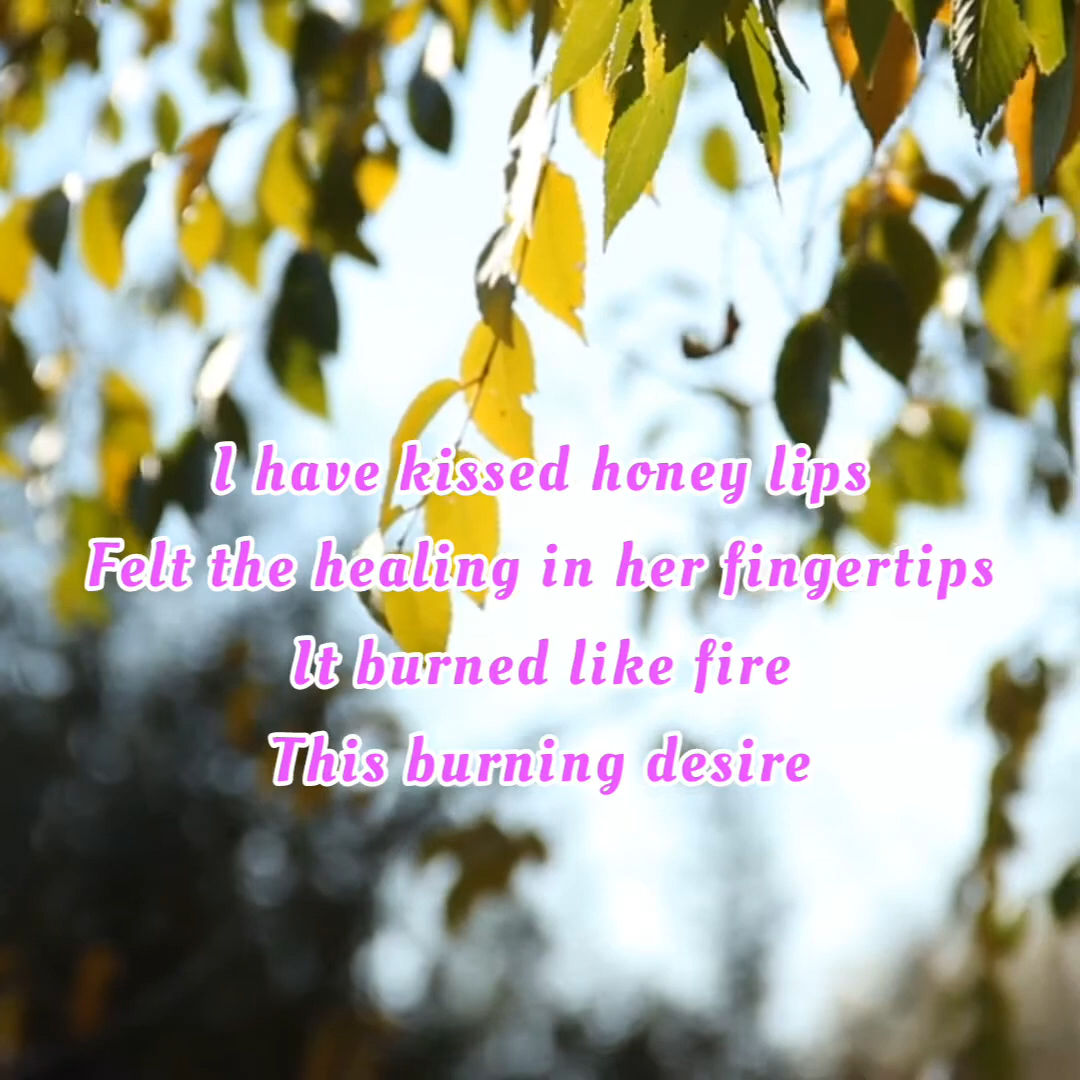 I have kissed honey lips
Felt the healing in her fingertips
It burned like fire
This burning desire